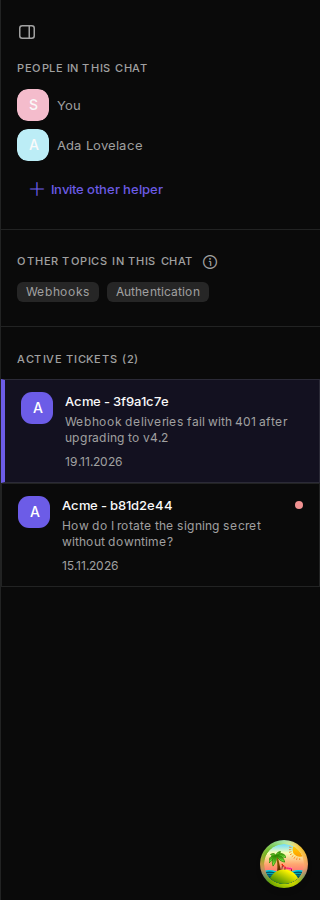 PEOPLE IN THIS CHAT
S You
A Ada Lovelace
Invite other helper
OTHER TOPICS IN THIS CHAT
Webhooks Authentication
ACTIVE TICKETS (2)
A Acme - 3f9a1c7e
Webhook deliveries fail with 401 after
upgrading to v4.2
19.11.2026
A Acme - b81d2e44
How do I rotate the signing secret
without downtime?
15.11.2026